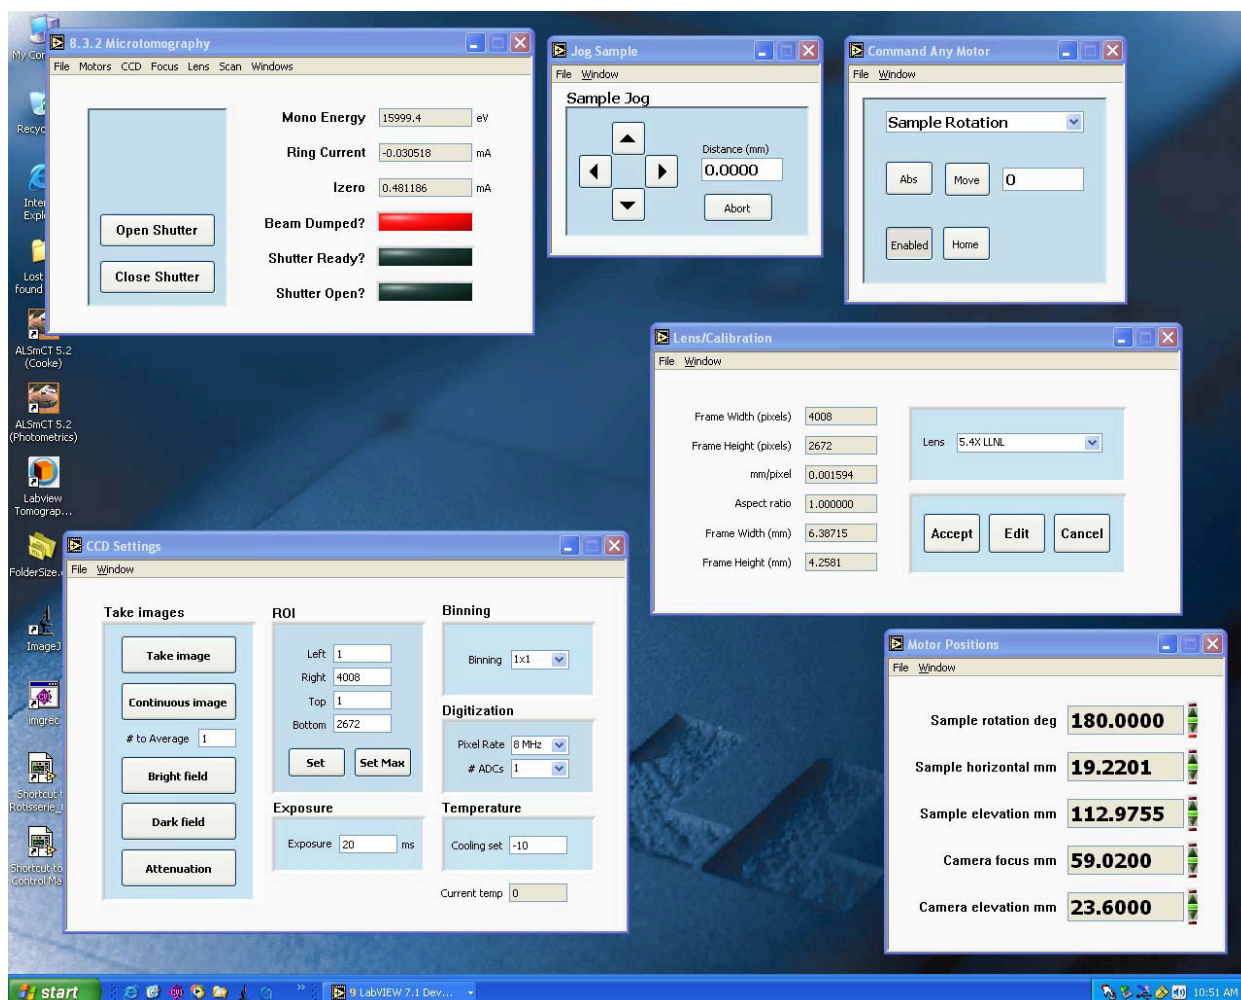 My Con
Recyc
Inter
Explo
Lost
found
ALSmCT 5.2
(Cooke)
ALSmCT 5.2
(Photometrics)
Labview
Tomograp...
FolderSize.
ImageJ
imgrec
Shortcut t
Rotisserie_
Shortcut to
Control Ma
8.3.2 Microtomography
File Motors CCD Focus Lens Scan Windows
Mono Energy 15999.4 eV
Ring Current -0.030518 mA
Izero 0.481186 mA
Open Shutter
Close Shutter
Beam Dumped?
Shutter Ready?
Shutter Open?
Jog Sample
File Window
Sample Jog
Distance (mm)
0.0000
Abort
Command Any Motor
File Window
Sample Rotation
Abs Move 0
Enabled Home
Lens/Calibration
File Window
Frame Width (pixels) 4008
Frame Height (pixels) 2672
mm/pixel 0.001594
Aspect ratio 1.000000
Frame Width (mm) 6.38715
Frame Height (mm) 4.2581
Lens 5.4X LLNL
Accept Edit Cancel
CCD Settings
File Window
Take images
Take image
Continuous image
# to Average 1
Bright field
Dark field
Attenuation
ROI
Left 1
Right 4008
Top 1
Bottom 2672
Set Set Max
Exposure
Exposure 20 ms
Binning
Binning 1x1
Digitization
Pixel Rate 8 MHz
# ADCs 1
Temperature
Cooling set -10
Current temp 0
Motor Positions
File Window
Sample rotation deg 180.0000
Sample horizontal mm 19.2201
Sample elevation mm 112.9755
Camera focus mm 59.0200
Camera elevation mm 23.6000
start
9 LabVIEW 7.1 Dev...
10:51 AM